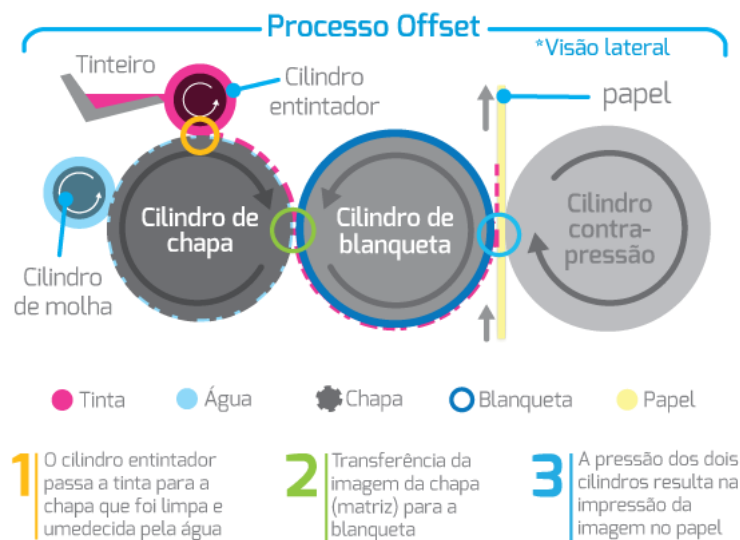 Processo Offset
*Visão lateral
Tinteiro
Cilindro
entintador
papel
Cilindro de
chapa
Cilindro de
blanqueta
Cilindro
contra-
pressão
Cilindro
de molha
Tinta
Água
Chapa
Blanqueta
Papel
1
O cilindro entintador
passa a tinta para a
chapa que foi limpa e
umedecida pela água
2
Transferência da
imagem da chapa
(matriz) para a
blanqueta
3
A pressão dos dois
cilindros resulta na
impressão da
imagem no papel